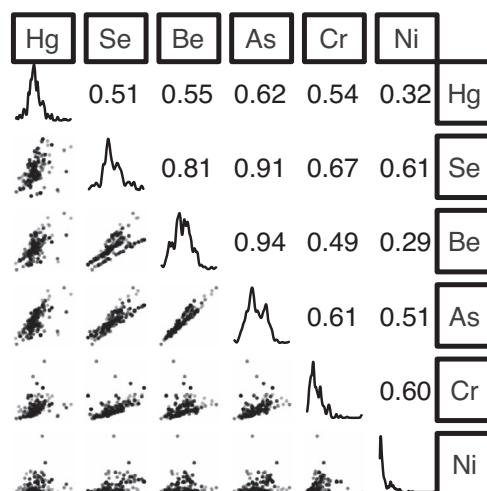 Hg Se Be As Cr Ni
0.51 0.55 0.62 0.54 0.32 Hg
0.81 0.91 0.67 0.61 Se
0.94 0.49 0.29 Be
0.61 0.51 As
0.60 Cr
Ni